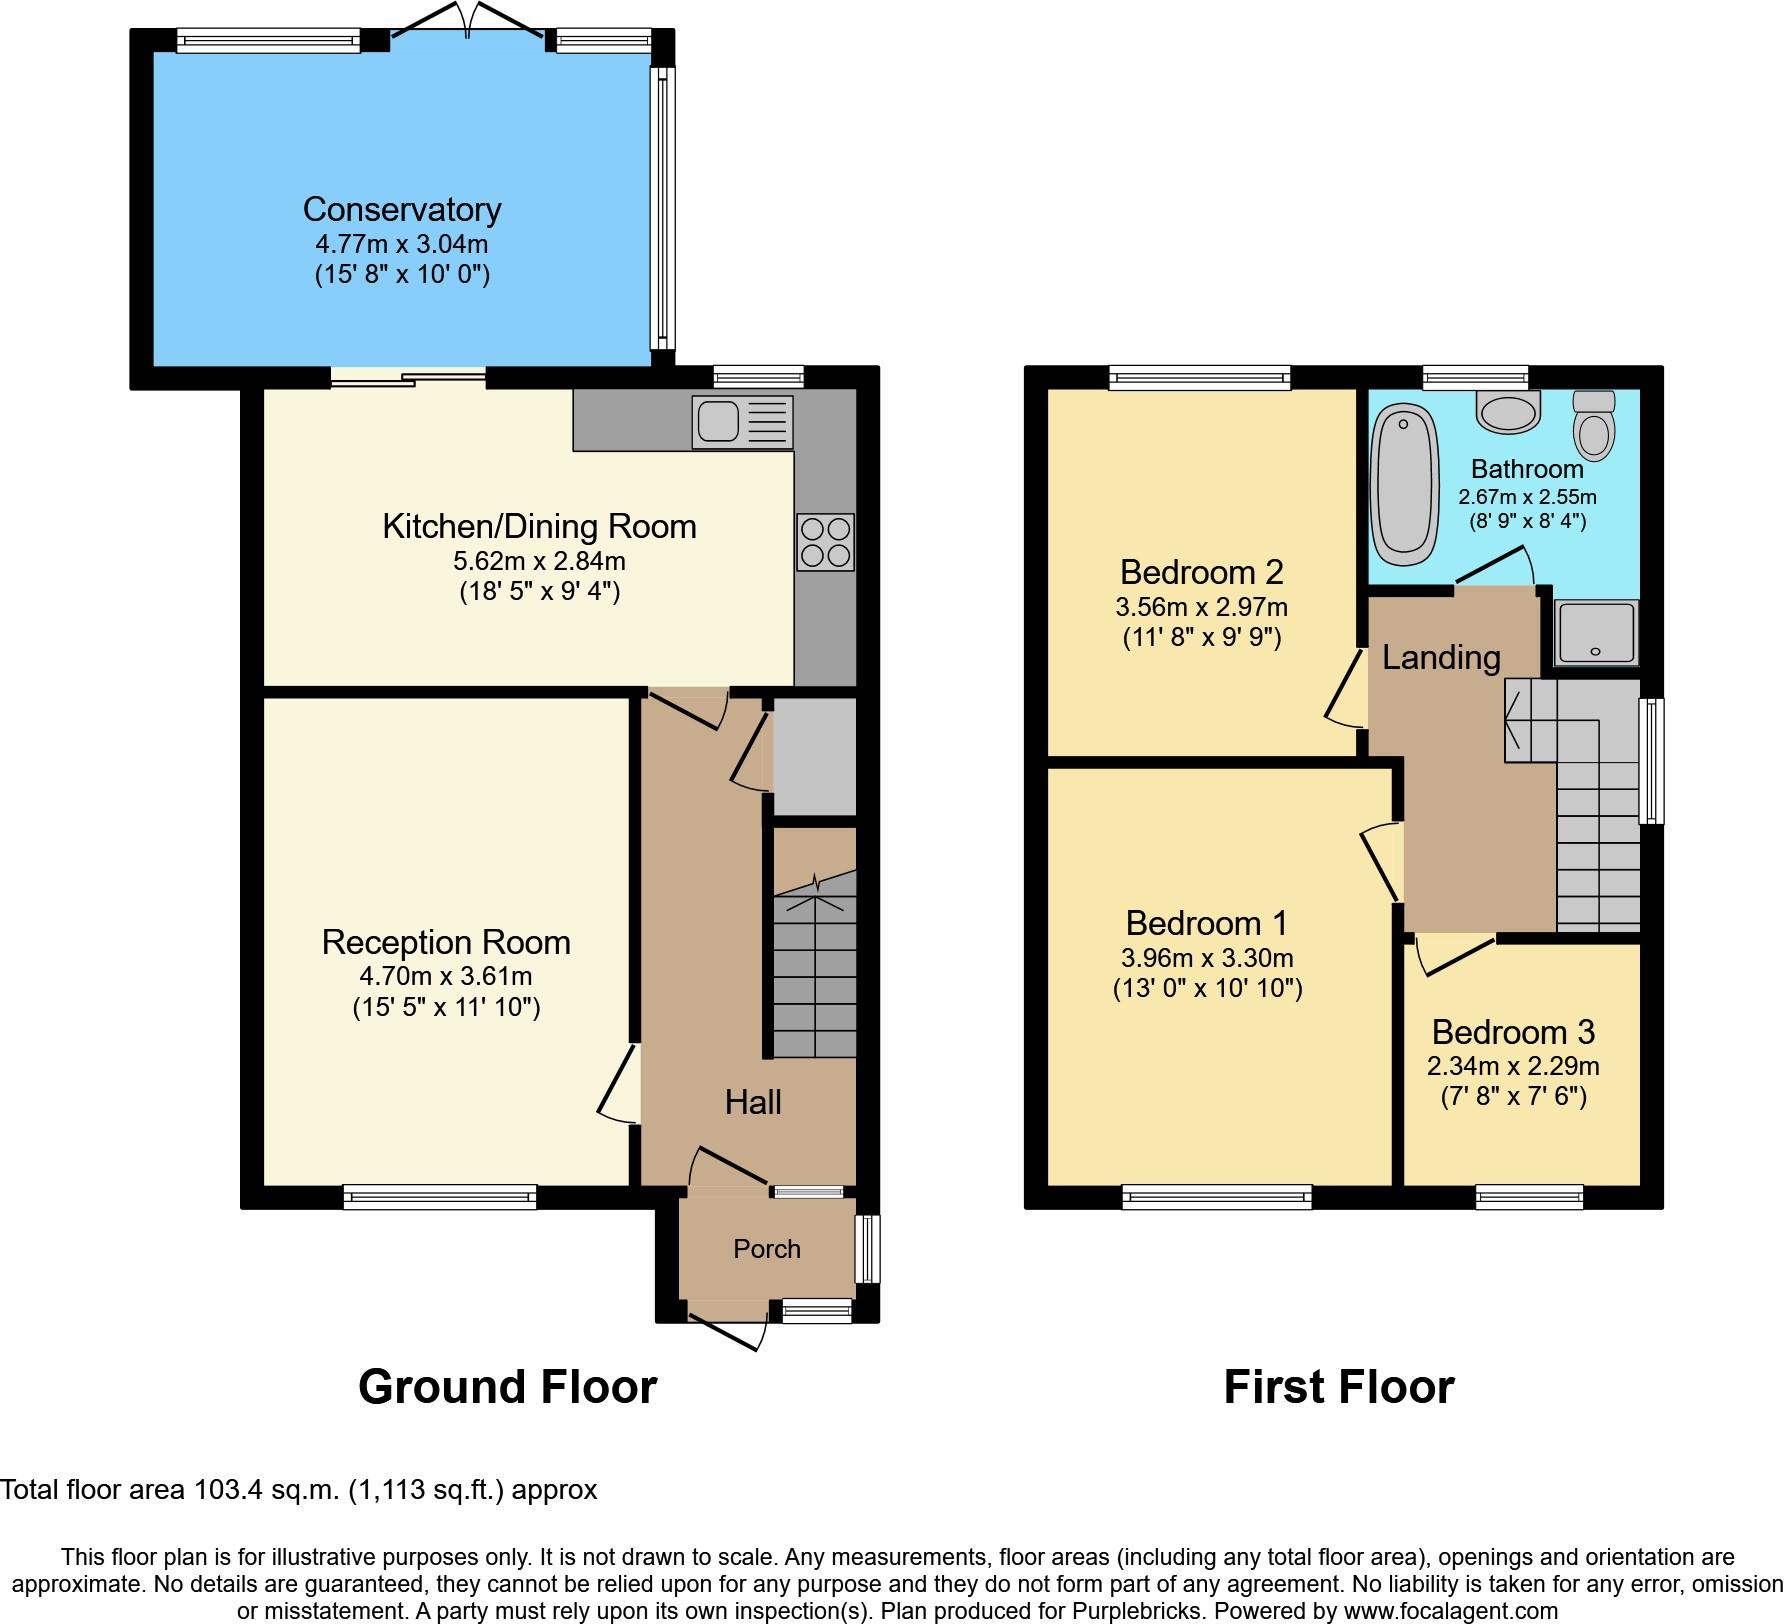 Conservatory
4.77m x 3.04m
(15' 8" x 10' 0")
Kitchen/Dining Room
5.62m x 2.84m
(18' 5" x 9' 4")
Reception Room
4.70m x 3.61m
(15' 5" x 11' 10")
Hall
Porch
Ground Floor
Bedroom 2
3.56m x 2.97m
(11' 8" x 9' 9")
Bathroom
2.67m x 2.55m
(8' 9" x 8' 4")
Landing
Bedroom 1
3.96m x 3.30m
(13' 0" x 10' 10")
Bedroom 3
2.34m x 2.29m
(7' 8" x 7' 6")
First Floor
Total floor area 103.4 sq.m. (1,113 sq.ft.) approx
This floor plan is for illustrative purposes only. It is not drawn to scale. Any measurements, floor areas (including any total floor area), openings and orientation are
approximate. No details are guaranteed, they cannot be relied upon for any purpose and they do not form part of any agreement. No liability is taken for any error, omission
or misstatement. A party must rely upon its own inspection(s). Plan produced for Purplebricks. Powered by www.focalagent.com